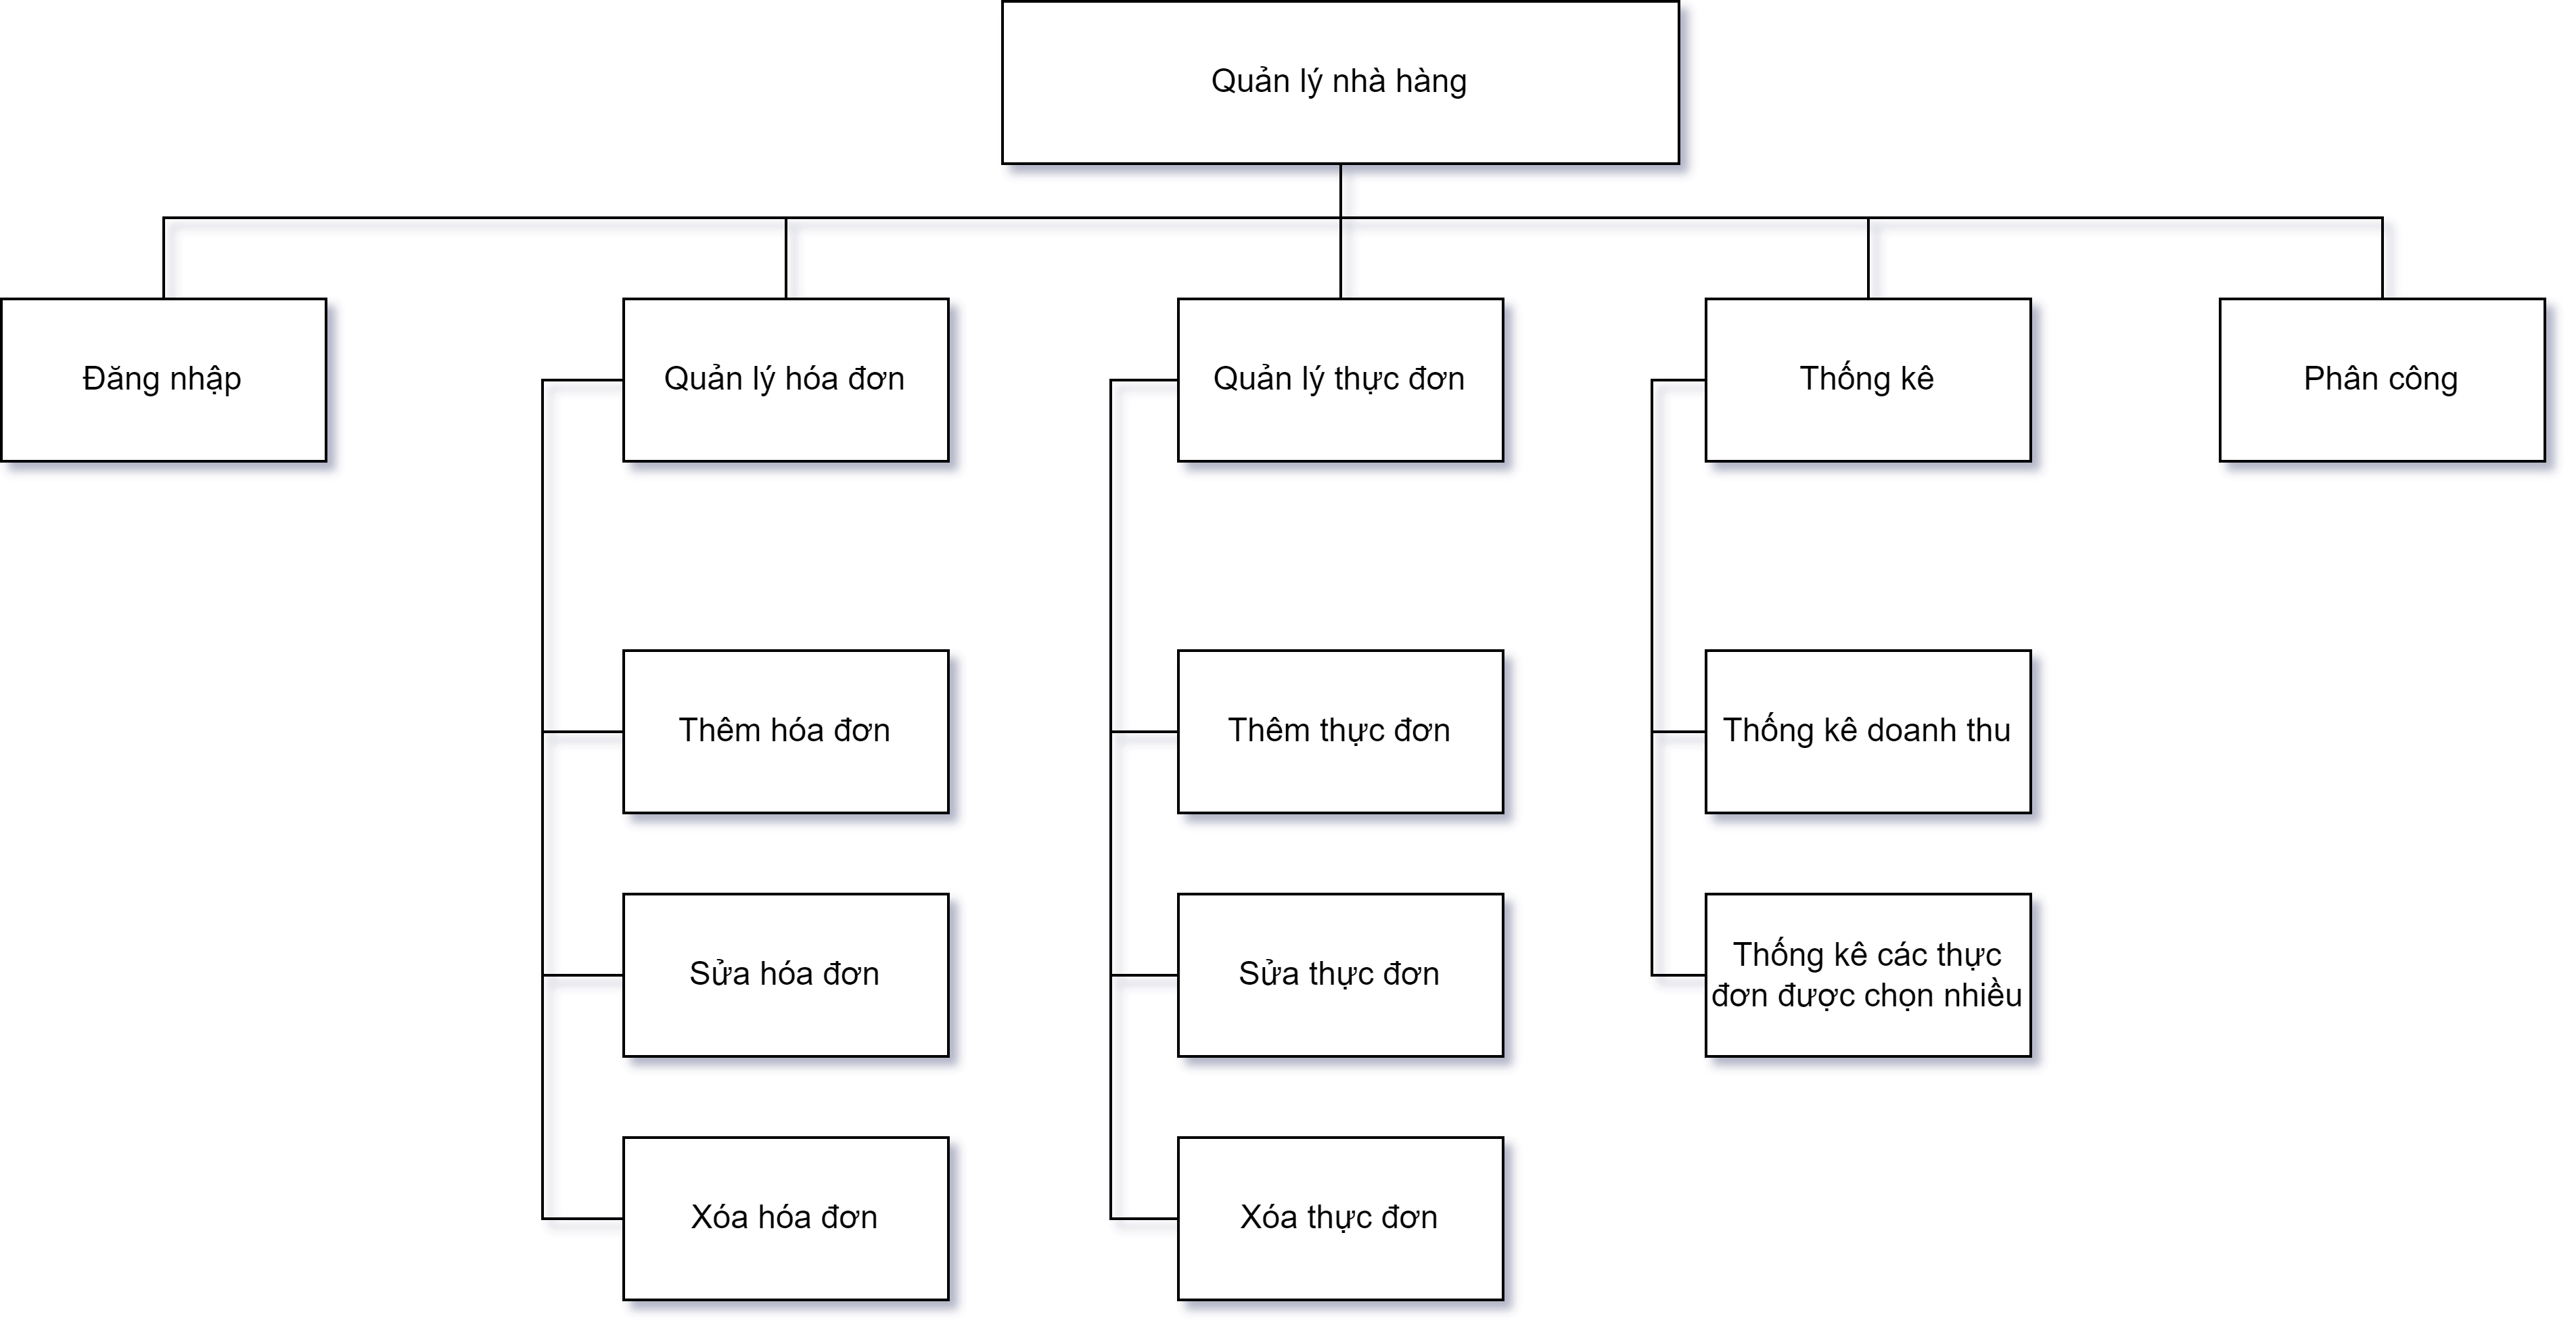 Quản lý nhà hàng
Đăng nhập
Quản lý hóa đơn
Quản lý thực đơn
Thống kê
Phân công
Thêm hóa đơn
Thêm thực đơn
Thống kê doanh thu
Sửa hóa đơn
Sửa thực đơn
Thống kê các thực
đơn được chọn nhiều
Xóa hóa đơn
Xóa thực đơn